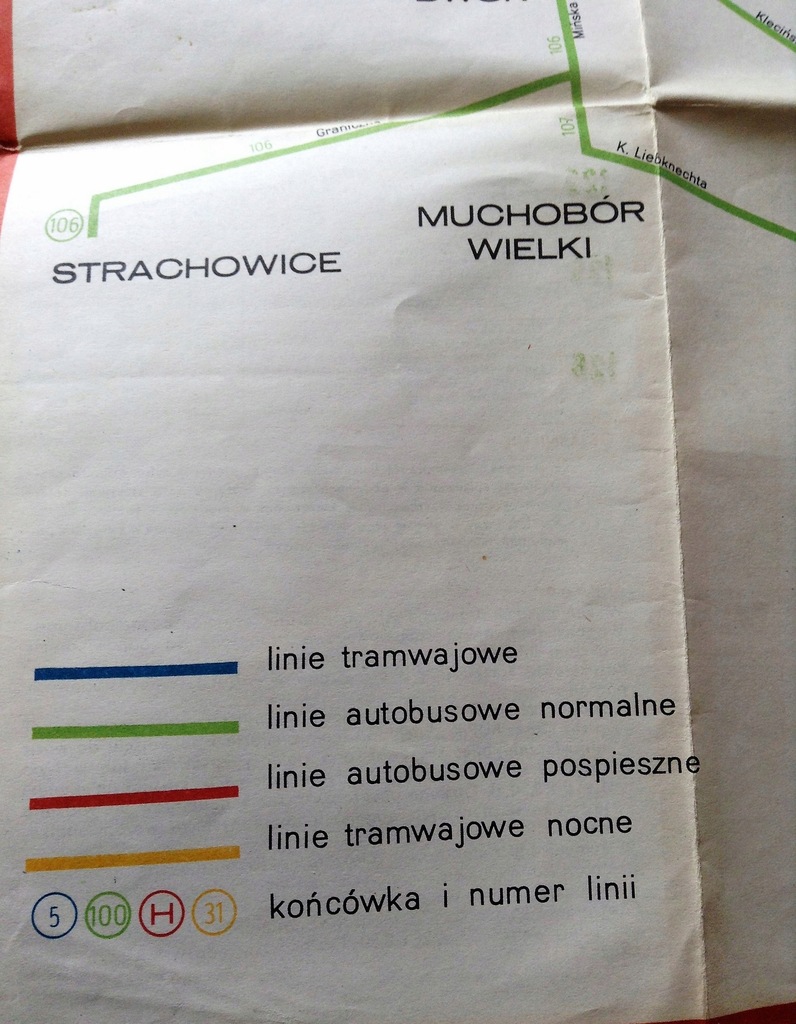 Mińska
106
106
Graniczna
107
K. Liebknechta
106
MUCHOBÓR
WIELKI
STRACHOWICE
linie tramwajowe
linie autobusowe normalne
linie autobusowe pospieszne
linie tramwajowe nocne
5 100 H 31 końcówka i numer linii